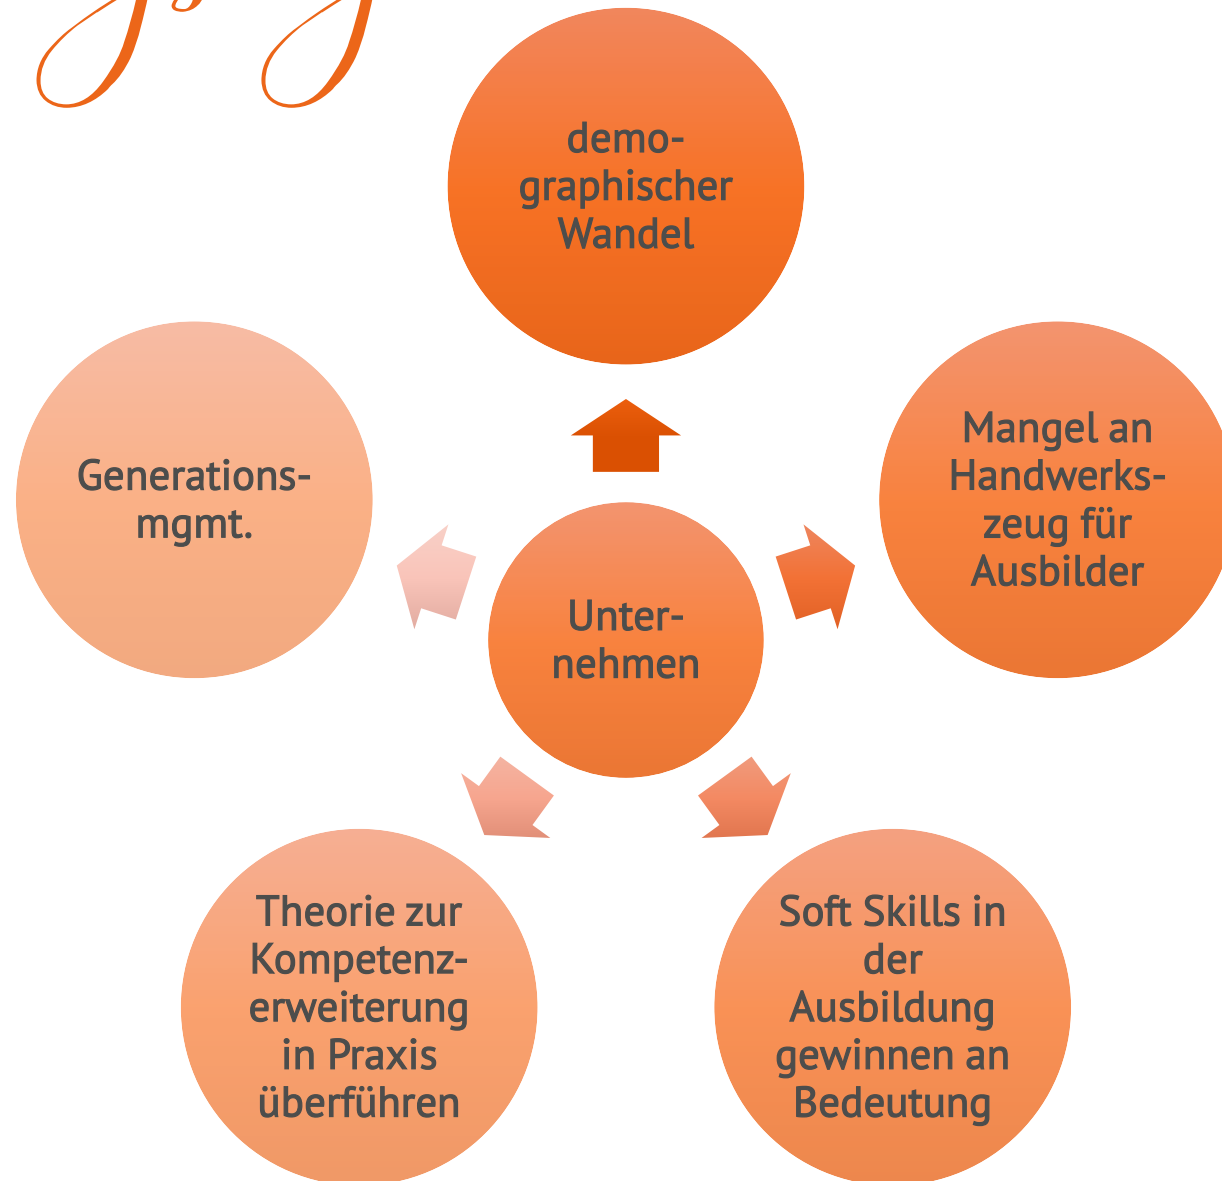 demo-
graphischer
Wandel
Mangel an
Handwerks-
zeug für
Ausbilder
Generations-
mgmt.
Unter-
nehmen
Theorie zur
Kompetenz-
erweiterung
in Praxis
überführen
Soft Skills in
der
Ausbildung
gewinnen an
Bedeutung